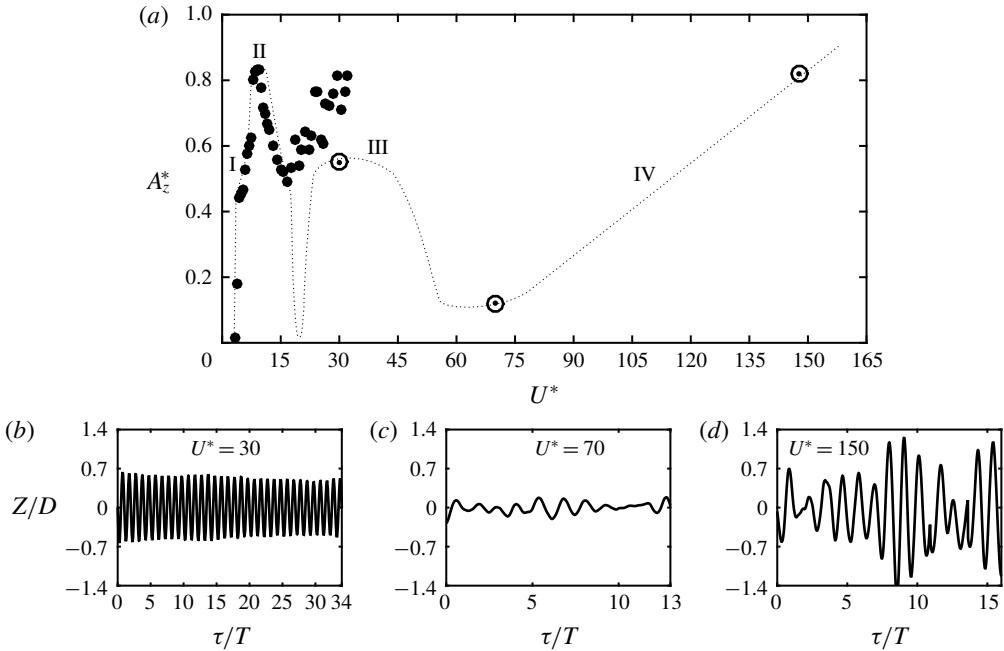 (a)
1.0
0.8
0.6
0.4
0.2
0
A*z
I
II
III
IV
0 15 30 45 60 75 90 105 120 135 150 165
U*
(b)
1.4
0.7
0
−0.7
−1.4
Z/D
U* = 30
0 5 10 15 20 25 30 34
τ/T
(c)
1.4
0.7
0
−0.7
−1.4
U* = 70
0 5 10 13
τ/T
(d)
1.4
0.7
0
−0.7
−1.4
U* = 150
0 5 10 15
τ/T